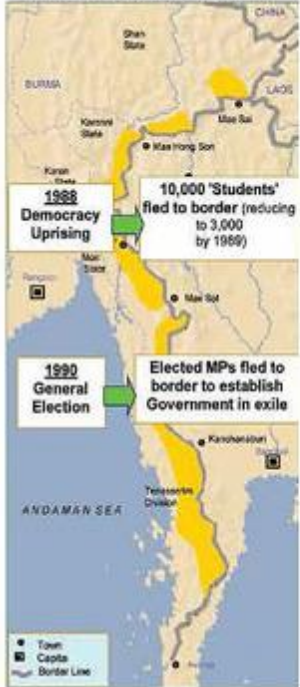 CHINA
Shan
State
BURMA
LAOS
Mae Sai
Karenni
State
Mae Hong Son
Karen
State
1988
Democracy
Uprising
10,000 'Students'
fled to border (reducing
to 3,000
by 1989)
Mon
State
Rangoon
Mae Sot
1990
General
Election
Elected MPs fled to
border to establish
Government in exile
Kanchanaburi
Bangkok
Tenasserim
Division
ANDAMAN SEA
Town
Capital
Border Line